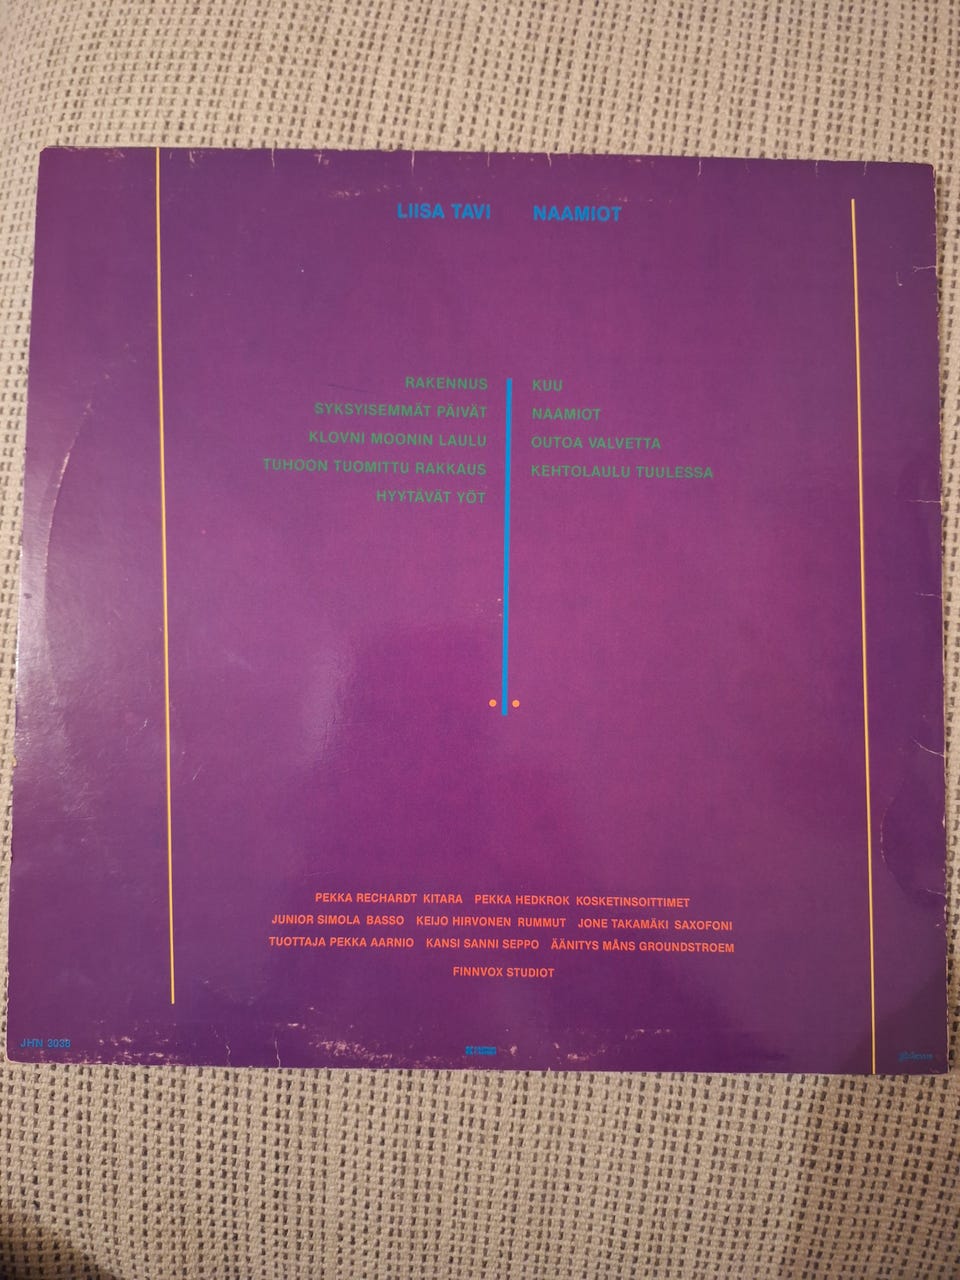 LIISA TAVI NAAMIOT
RAKENNUS
SYKSYISEMMÄT PÄIVÄT
KLOVNI MOONIN LAULU
TUHOON TUOMITTU RAKKAUS
HYYTÄVÄT YÖT
KUU
NAAMIOT
OUTOA VALVETTA
KEHTOLAULU TUULESSA
PEKKA RECHARDT KITARA PEKKA HEDKROK KOSKETINSOITTIMET
JUNIOR SIMOLA BASSO KEIJO HIRVONEN RUMMUT JONE TAKAMÄKI SAXOFONI
TUOTTAJA PEKKA AARNIO KANSI SANNI SEPPO ÄÄNITYS MÅNS GROUNDSTROEM
FINNVOX STUDIOT
JHN 3038